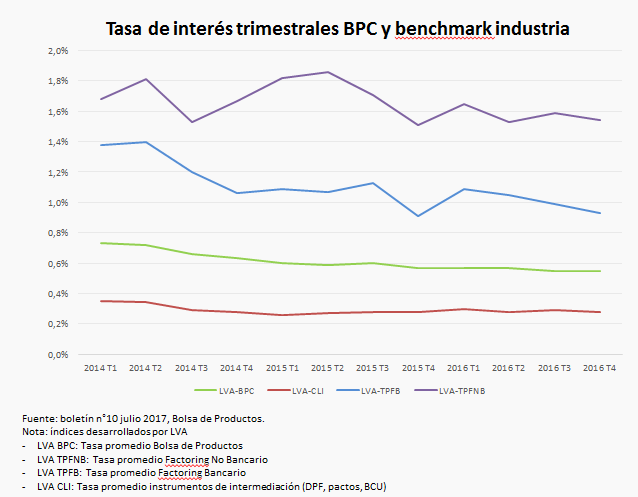 Tasa de interés trimestrales BPC y benchmark industria
2,0%
1,8%
1,6%
1,4%
1,2%
1,0%
0,8%
0,6%
0,4%
0,2%
0,0%
2014 T1 2014 T2 2014 T3 2014 T4 2015 T1 2015 T2 2015 T3 2015 T4 2016 T1 2016 T2 2016 T3 2016 T4
LVA-BPC LVA-CLI LVA-TPFB LVA-TPFNB
Fuente: boletín n°10 julio 2017, Bolsa de Productos.
Nota: índices desarrollados por LVA
- LVA BPC: Tasa promedio Bolsa de Productos
- LVA TPFNB: Tasa promedio Factoring No Bancario
- LVA TPFB: Tasa promedio Factoring Bancario
- LVA CLI: Tasa promedio instrumentos de intermediación (DPF, pactos, BCU)